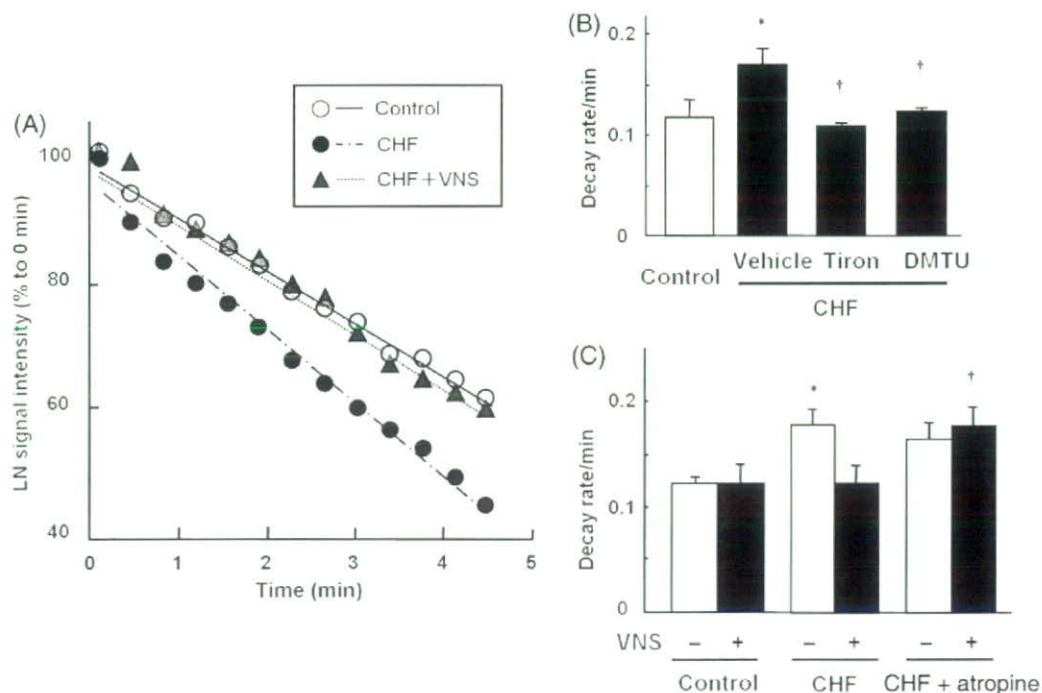 (A)
Control
CHF
CHF+VNS
LN signal intensity (% to 0 min)
100
80
60
40
0
1
2
3
4
5
Time (min)
(B)
Decay rate/min
0.2
0.1
0
*
†
†
Control
Vehicle Tiron DMTU
CHF
(C)
Decay rate/min
0.2
0.1
0
*
†
VNS − + − + − +
Control CHF CHF + atropine